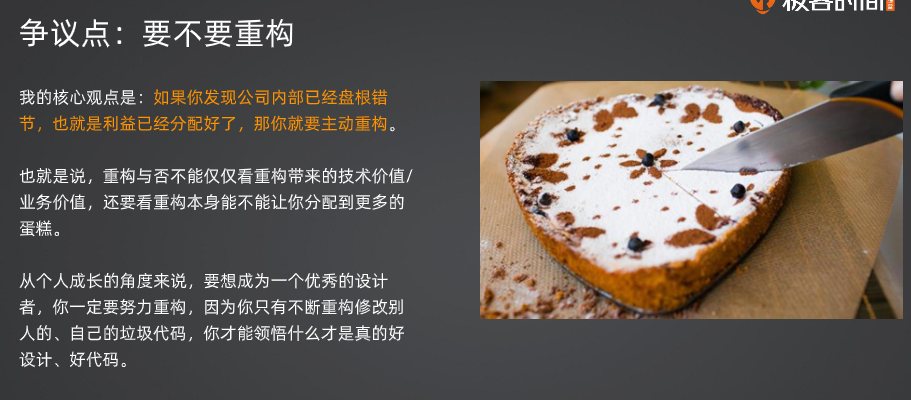 极客时间
争议点：要不要重构
我的核心观点是：如果你发现公司内部已经盘根错
节，也就是利益已经分配好了，那你就要主动重构。
也就是说，重构与否不能仅仅看重构带来的技术价值/
业务价值，还要看重构本身能不能让你分配到更多的
蛋糕。
从个人成长的角度来说，要想成为一个优秀的设计
者，你一定要努力重构，因为你只有不断重构修改别
人的、自己的垃圾代码，你才能领悟什么才是真的好
设计、好代码。